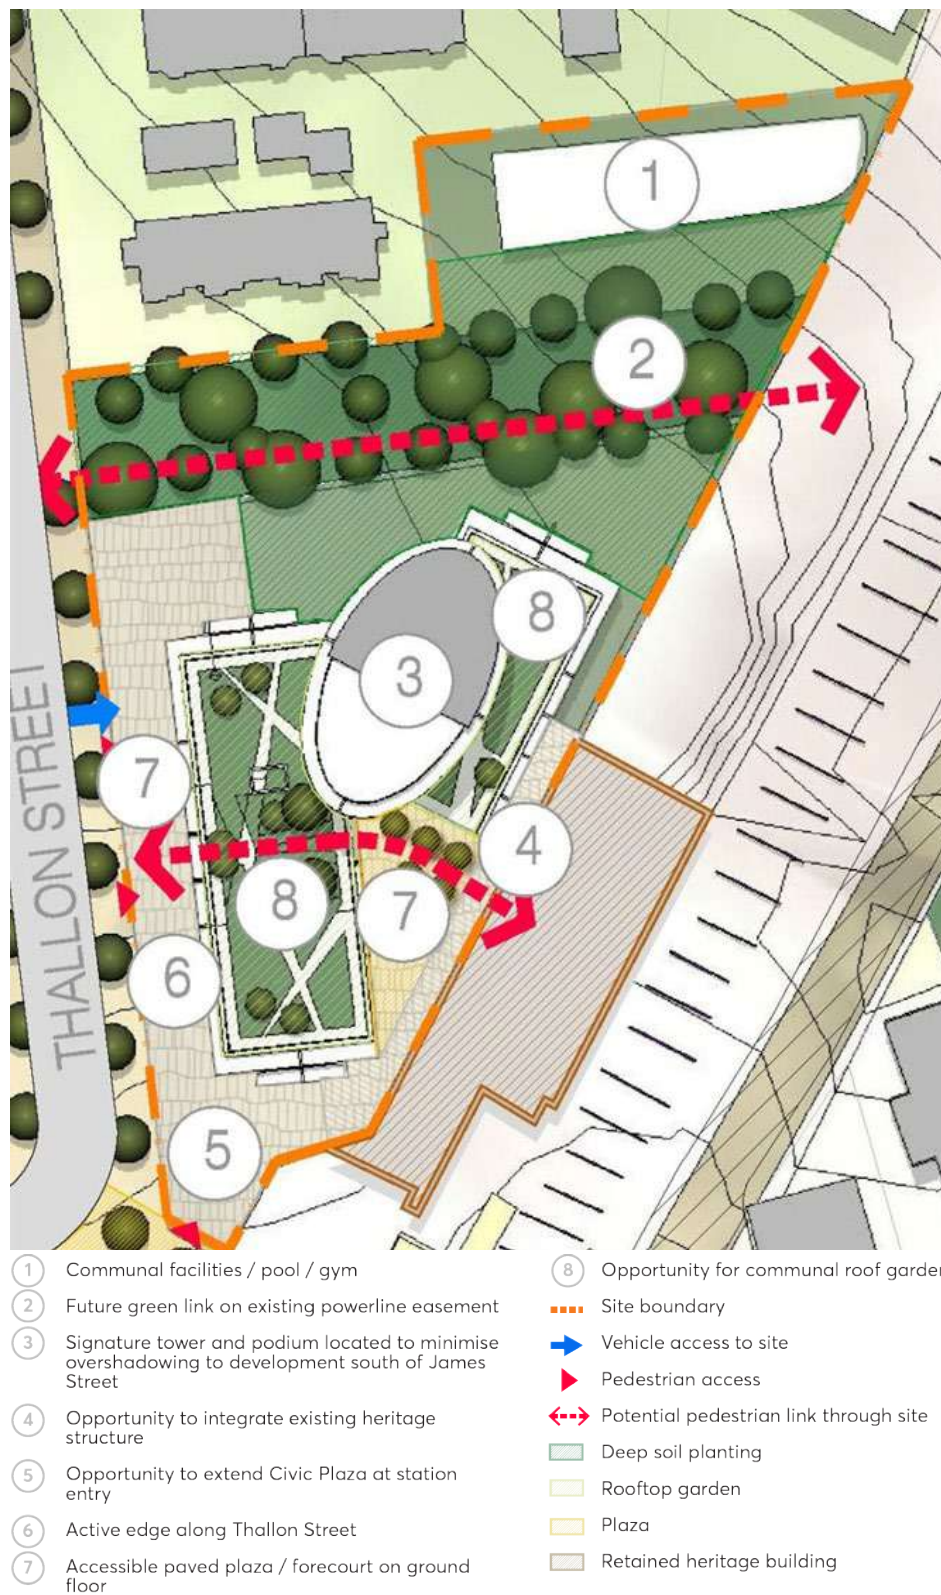 1
2
8
3
THALLON STREET
7
4
8
7
6
5
1 Communal facilities / pool / gym
2 Future green link on existing powerline easement
3 Signature tower and podium located to minimise
overshadowing to development south of James
Street
4 Opportunity to integrate existing heritage
structure
5 Opportunity to extend Civic Plaza at station
entry
6 Active edge along Thallon Street
7 Accessible paved plaza / forecourt on ground
floor
8 Opportunity for communal roof garden
Site boundary
Vehicle access to site
Pedestrian access
Potential pedestrian link through site
Deep soil planting
Rooftop garden
Plaza
Retained heritage building